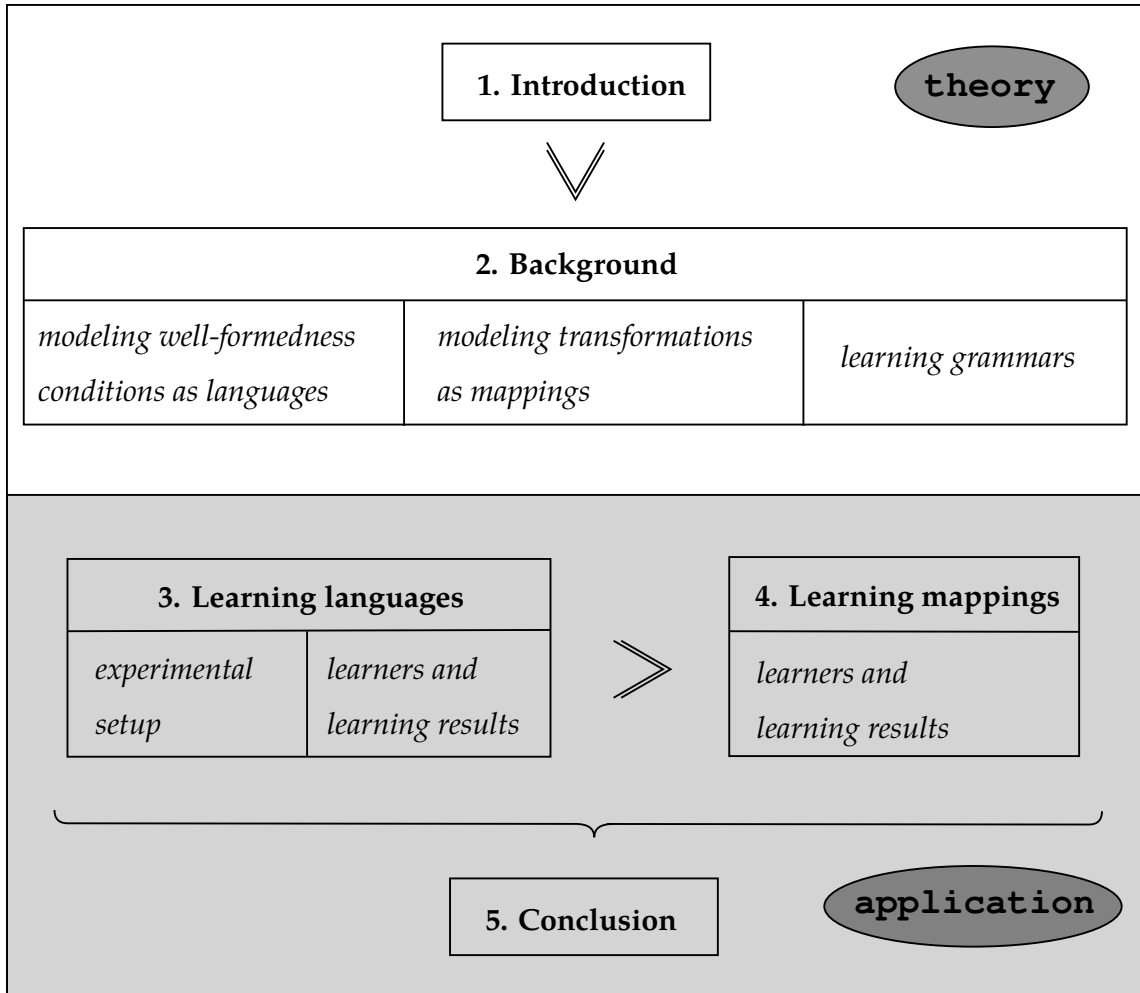 1. Introduction
theory
2. Background
modeling well-formedness
conditions as languages
modeling transformations
as mappings
learning grammars
3. Learning languages
experimental
setup
learners and
learning results
4. Learning mappings
learners and
learning results
5. Conclusion
application